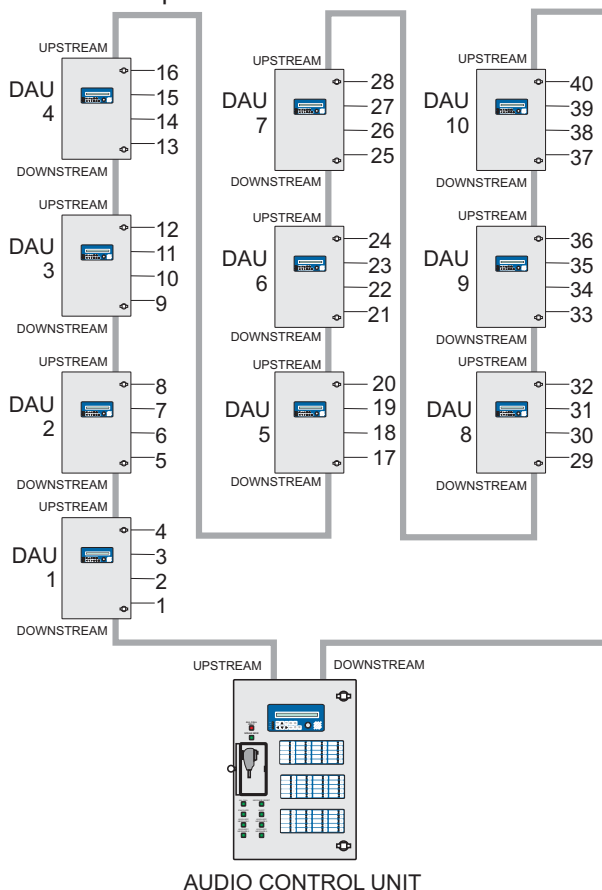 UPSTREAM
DAU
4
16
15
14
13
DOWNSTREAM
UPSTREAM
DAU
3
12
11
10
9
DOWNSTREAM
UPSTREAM
DAU
2
8
7
6
5
DOWNSTREAM
UPSTREAM
DAU
1
4
3
2
1
DOWNSTREAM
UPSTREAM
DAU
7
28
27
26
25
DOWNSTREAM
UPSTREAM
DAU
6
24
23
22
21
DOWNSTREAM
UPSTREAM
DAU
5
20
19
18
17
DOWNSTREAM
UPSTREAM
DAU
10
40
39
38
37
DOWNSTREAM
UPSTREAM
DAU
9
36
35
34
33
DOWNSTREAM
UPSTREAM
DAU
8
32
31
30
29
DOWNSTREAM
UPSTREAM
DOWNSTREAM
AUDIO CONTROL UNIT